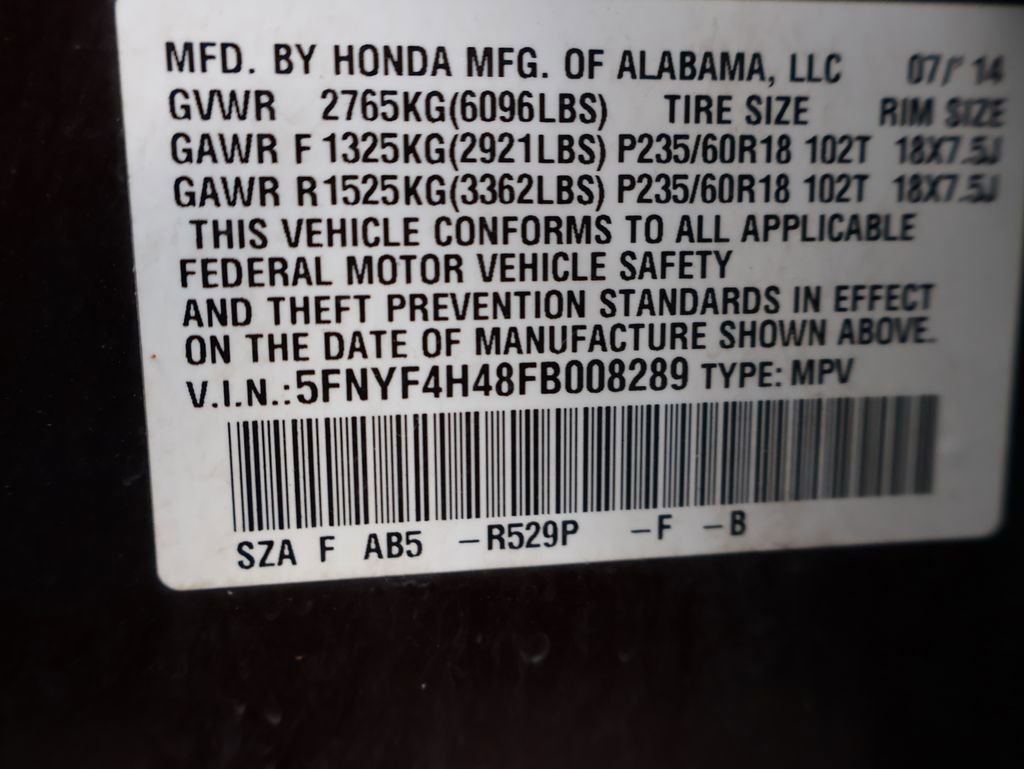 MFD. BY HONDA MFG. OF ALABAMA, LLC 07/'14
GVWR 2765KG(6096LBS) TIRE SIZE RIM SIZE
GAWR F 1325KG(2921LBS) P235/60R18 102T 18X7.5J
GAWR R1525KG(3362LBS) P235/60R18 102T 18X7.5J
THIS VEHICLE CONFORMS TO ALL APPLICABLE
FEDERAL MOTOR VEHICLE SAFETY
AND THEFT PREVENTION STANDARDS IN EFFECT
ON THE DATE OF MANUFACTURE SHOWN ABOVE.
V.I.N.:5FNYF4H48FB008289 TYPE: MPV
SZA F AB5 -R529P -F -B